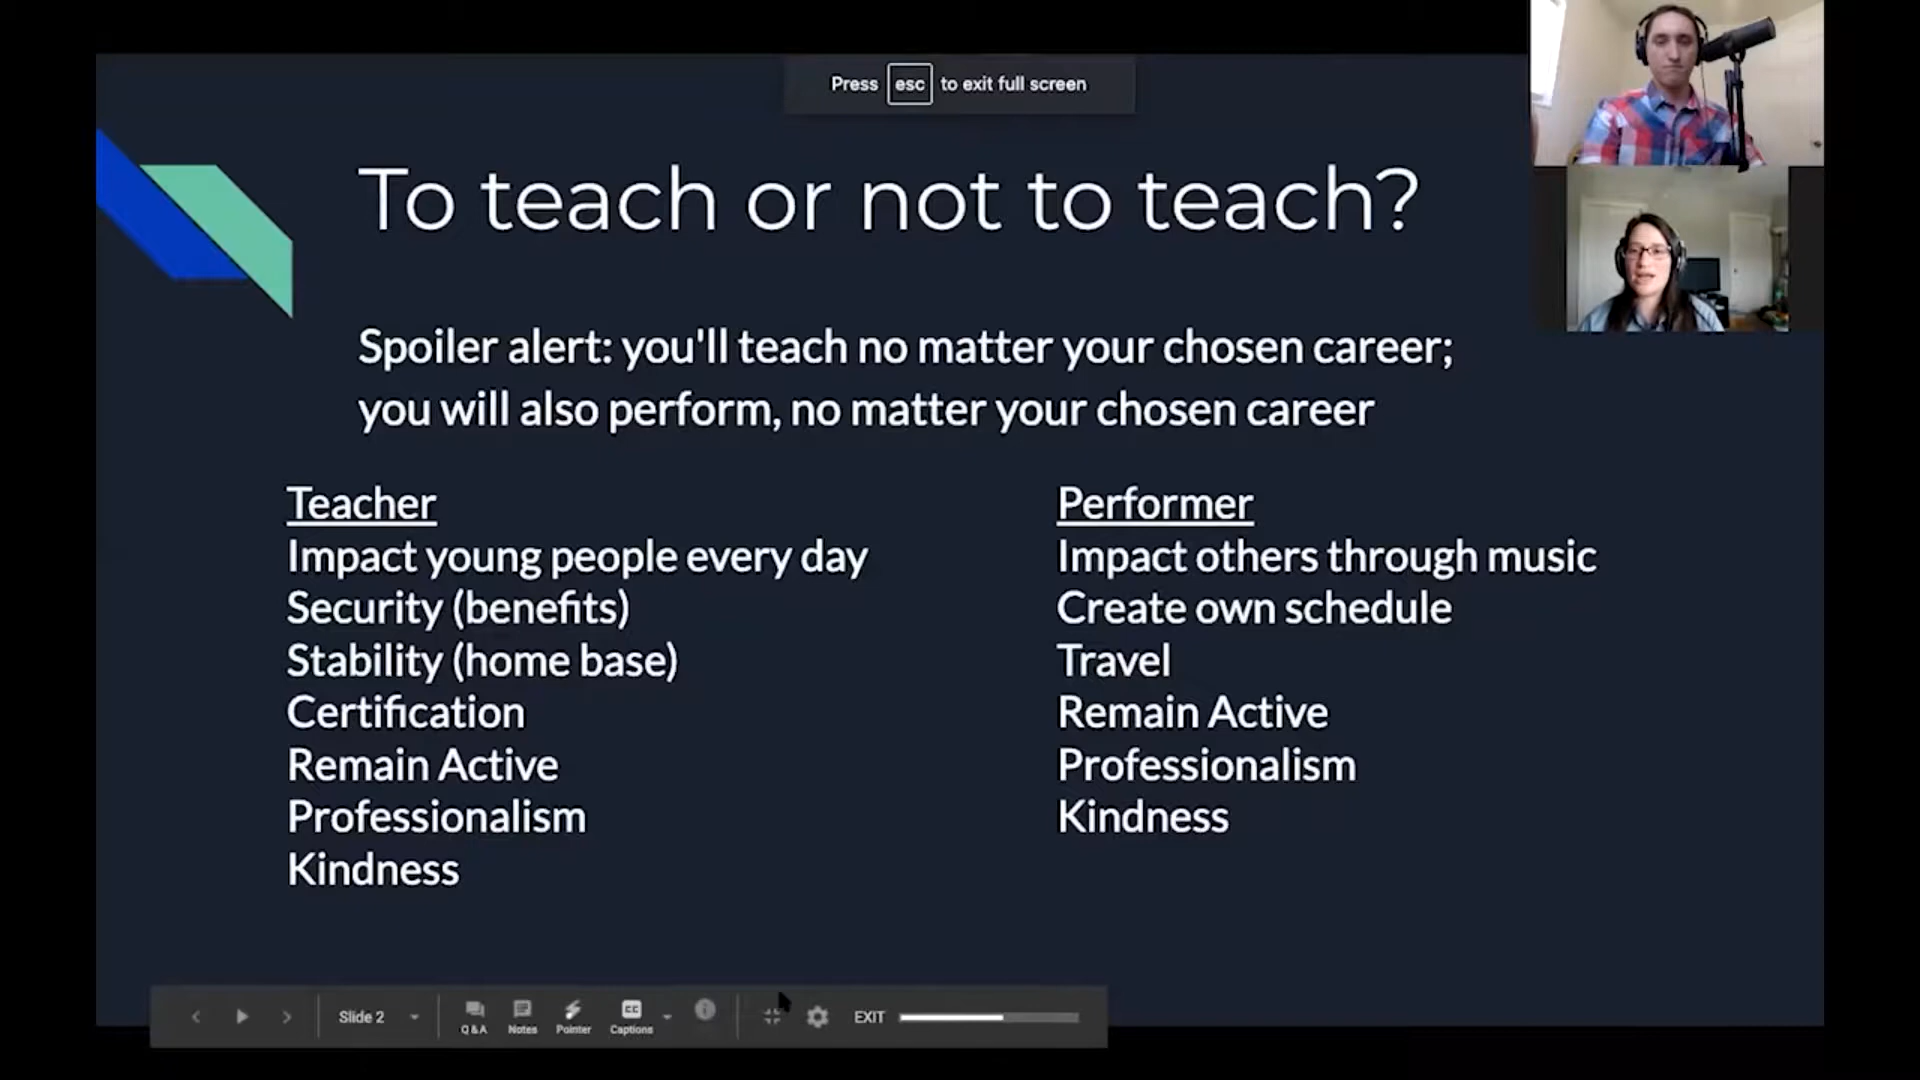 Press esc to exit full screen
To teach or not to teach?
Spoiler alert: you'll teach no matter your chosen career;
you will also perform, no matter your chosen career
Teacher
Impact young people every day
Security (benefits)
Stability (home base)
Certification
Remain Active
Professionalism
Kindness
Performer
Impact others through music
Create own schedule
Travel
Remain Active
Professionalism
Kindness
Slide 2
Q&A
Notes
Pointer
CC
Captions
EXIT